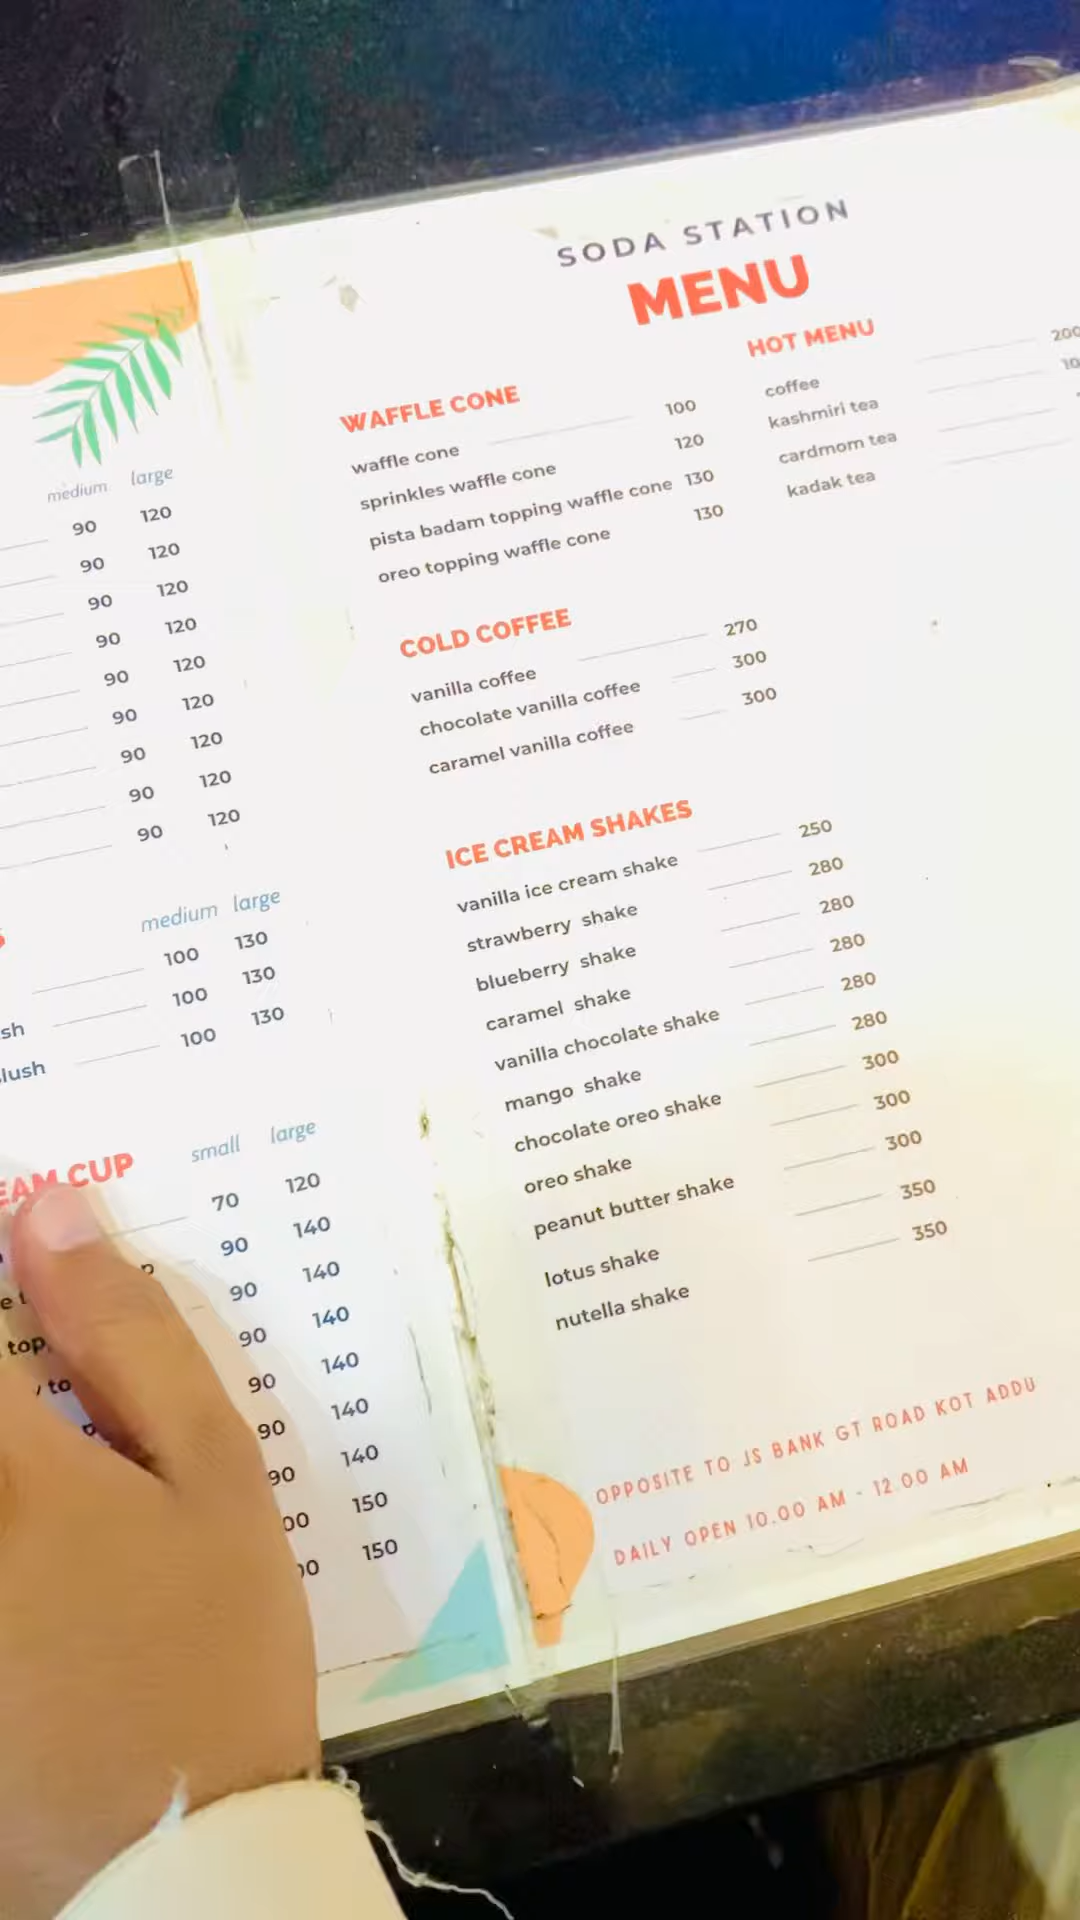 medium large
90 120
90 120
90 120
90 120
90 120
90 120
90 120
90 120
90 120
medium large
100 130
sh 100 130
lush 100 130
CUP small large
70 120
90 140
90 140
90 140
90 140
90 140
90 140
150
150
SODA STATION
MENU
WAFFLE CONE
waffle cone 100
sprinkles waffle cone 120
pista badam topping waffle cone 130
oreo topping waffle cone 130
HOT MENU
coffee 200
kashmiri tea
cardmom tea
kadak tea
COLD COFFEE
vanilla coffee 270
chocolate vanilla coffee 300
caramel vanilla coffee 300
ICE CREAM SHAKES
vanilla ice cream shake 250
strawberry shake 280
blueberry shake 280
caramel shake 280
vanilla chocolate shake 280
mango shake 280
chocolate oreo shake 300
oreo shake 300
peanut butter shake 300
lotus shake 350
nutella shake 350
OPPOSITE TO JS BANK GT ROAD KOT ADDU
DAILY OPEN 10.00 AM - 12.00 AM